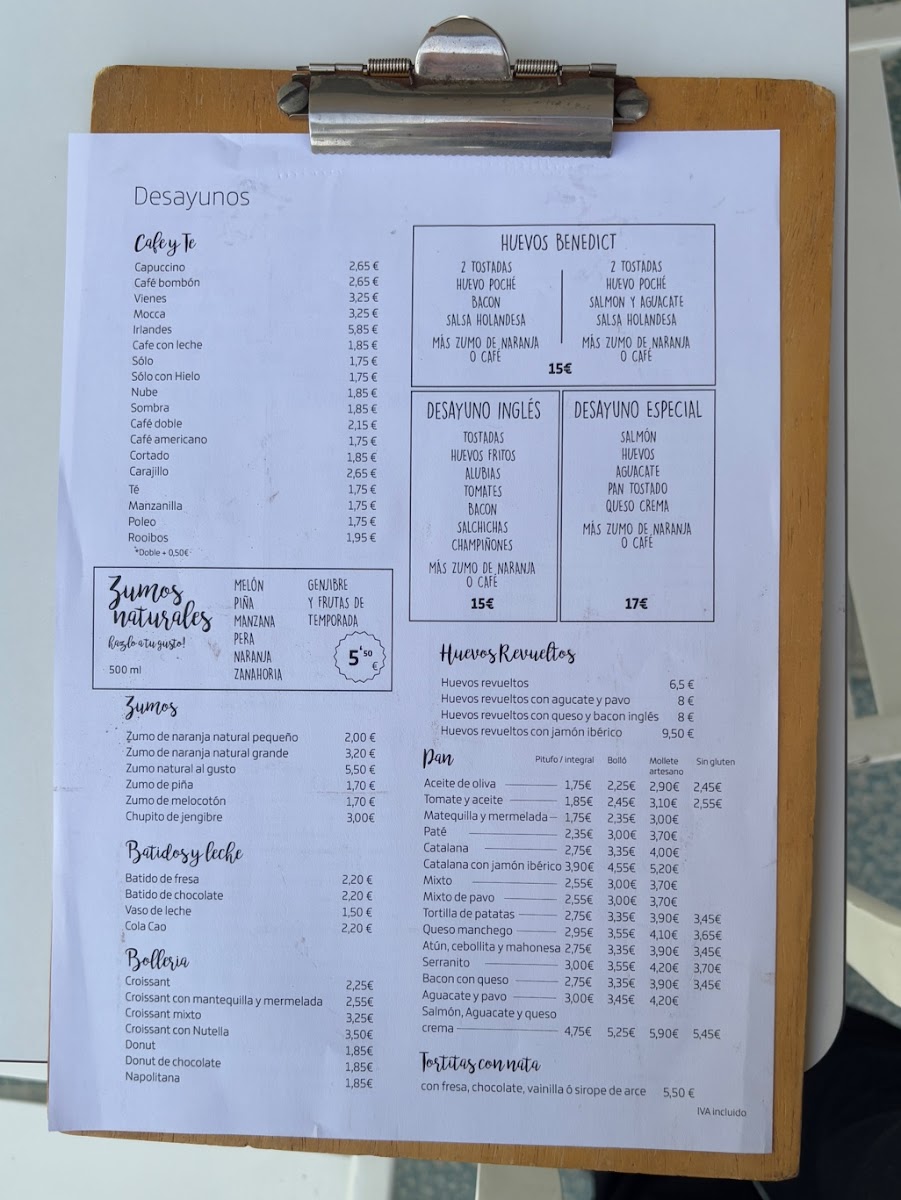 Desayunos
Cafe y Te
Capuccino 2,65 €
Café bombón 2,65 €
Vienes 3,25 €
Mocca 3,25 €
Irlandes 5,85 €
Cafe con leche 1,85 €
Sólo 1,75 €
Sólo con Hielo 1,75 €
Nube 1,85 €
Sombra 1,85 €
Café doble 2,15 €
Café americano 1,75 €
Cortado 1,85 €
Carajillo 2,65 €
Té 1,75 €
Manzanilla 1,75 €
Poleo 1,75 €
Rooibos 1,95 €
*Doble + 0,50€
Zumos naturales
hazlo a tu gusto!
500 ml
MELÓN
PIÑA
MANZANA
PERA
NARANJA
ZANAHORIA
GENJIBRE
Y FRUTAS DE
TEMPORADA
5'50 €
Zumos
Zumo de naranja natural pequeño 2,00 €
Zumo de naranja natural grande 3,20 €
Zumo natural al gusto 5,50 €
Zumo de piña 1,70 €
Zumo de melocotón 1,70 €
Chupito de jengibre 3,00€
Batidos y leche
Batido de fresa 2,20 €
Batido de chocolate 2,20 €
Vaso de leche 1,50 €
Cola Cao 2,20 €
Bolleria
Croissant 2,25€
Croissant con mantequilla y mermelada 2,55€
Croissant mixto 3,25€
Croissant con Nutella 3,50€
Donut 1,85€
Donut de chocolate 1,85€
Napolitana 1,85€
HUEVOS BENEDICT
2 TOSTADAS
HUEVO POCHÉ
BACON
SALSA HOLANDESA
MÁS ZUMO DE NARANJA
O CAFÉ
2 TOSTADAS
HUEVO POCHÉ
SALMON Y AGUACATE
SALSA HOLANDESA
MÁS ZUMO DE NARANJA
O CAFÉ
15€
DESAYUNO INGLÉS
TOSTADAS
HUEVOS FRITOS
ALUBIAS
TOMATES
BACON
SALCHICHAS
CHAMPIÑONES
MÁS ZUMO DE NARANJA
O CAFÉ
15€
DESAYUNO ESPECIAL
SALMÓN
HUEVOS
AGUACATE
PAN TOSTADO
QUESO CREMA
MÁS ZUMO DE NARANJA
O CAFÉ
17€
Huevos Revueltos
Huevos revueltos 6,5 €
Huevos revueltos con agucate y pavo 8 €
Huevos revueltos con queso y bacon inglés 8 €
Huevos revueltos con jamón ibérico 9,50 €
Pan Pitufo / integral Bolló Mollete artesano Sin gluten
Aceite de oliva 1,75€ 2,25€ 2,90€ 2,45€
Tomate y aceite 1,85€ 2,45€ 3,10€ 2,55€
Matequilla y mermelada 1,75€ 2,35€ 3,00€
Paté 2,35€ 3,00€ 3,70€
Catalana 2,75€ 3,35€ 4,00€
Catalana con jamón ibérico 3,90€ 4,55€ 5,20€
Mixto 2,55€ 3,00€ 3,70€
Mixto de pavo 2,55€ 3,00€ 3,70€
Tortilla de patatas 2,75€ 3,35€ 3,90€ 3,45€
Queso manchego 2,95€ 3,55€ 4,10€ 3,65€
Atún, cebollita y mahonesa 2,75€ 3,35€ 3,90€ 3,45€
Serranito 3,00€ 3,55€ 4,20€ 3,70€
Bacon con queso 2,75€ 3,35€ 3,90€ 3,45€
Aguacate y pavo 3,00€ 3,45€ 4,20€
Salmón, Aguacate y queso
crema 4,75€ 5,25€ 5,90€ 5,45€
Tortitas con nata
con fresa, chocolate, vainilla ó sirope de arce 5,50 €
IVA incluido